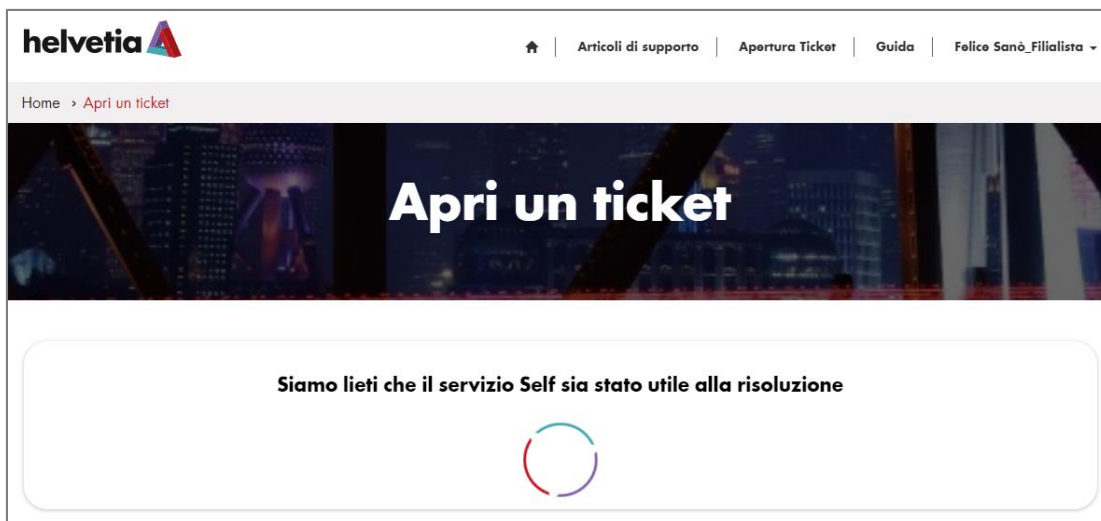 helvetia
Articoli di supporto | Apertura Ticket | Guida | Felice Sanò_Filialista
Home › Apri un ticket
Apri un ticket
Siamo lieti che il servizio Self sia stato utile alla risoluzione